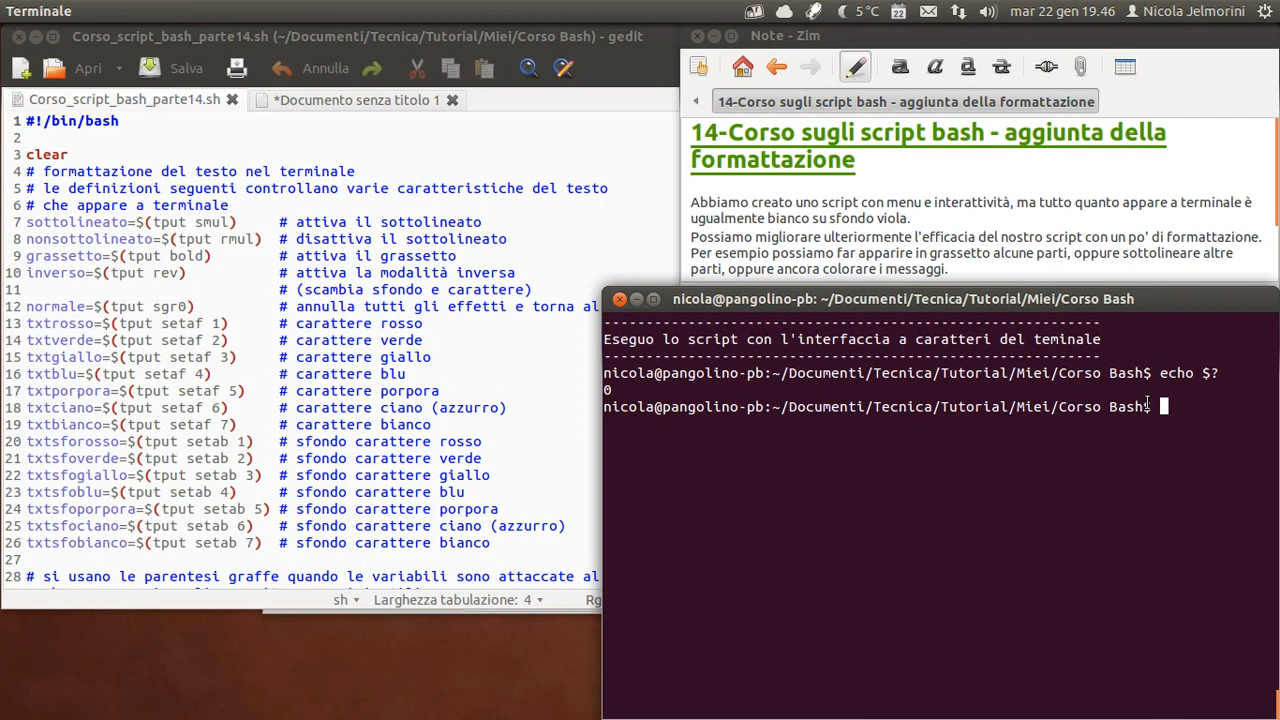 Terminale
5 °C
mar 22 gen 19.46
Nicola Jelmorini
Corso_script_bash_parte14.sh (~/Documenti/Tecnica/Tutorial/Miei/Corso Bash) - gedit
Apri
Salva
Annulla
Corso_script_bash_parte14.sh
*Documento senza titolo 1
1 #!/bin/bash
2
3 clear
4 # formattazione del testo nel terminale
5 # le definizioni seguenti controllano varie caratteristiche del testo
6 # che appare a terminale
7 sottolineato=$(tput smul) # attiva il sottolineato
8 nonsottolineato=$(tput rmul) # disattiva il sottolineato
9 grassetto=$(tput bold) # attiva il grassetto
10 inverso=$(tput rev) # attiva la modalità inversa
11 # (scambia sfondo e carattere)
12 normale=$(tput sgr0) # annulla tutti gli effetti e torna al
13 txtrosso=$(tput setaf 1) # carattere rosso
14 txtverde=$(tput setaf 2) # carattere verde
15 txtgiallo=$(tput setaf 3) # carattere giallo
16 txtblu=$(tput setaf 4) # carattere blu
17 txtporpora=$(tput setaf 5) # carattere porpora
18 txtciano=$(tput setaf 6) # carattere ciano (azzurro)
19 txtbianco=$(tput setaf 7) # carattere bianco
20 txtsforosso=$(tput setab 1) # sfondo carattere rosso
21 txtsfoverde=$(tput setab 2) # sfondo carattere verde
22 txtsfogiallo=$(tput setab 3) # sfondo carattere giallo
23 txtsfoblu=$(tput setab 4) # sfondo carattere blu
24 txtsfoporpora=$(tput setab 5) # sfondo carattere porpora
25 txtsfociano=$(tput setab 6) # sfondo carattere ciano (azzurro)
26 txtsfobianco=$(tput setab 7) # sfondo carattere bianco
27
28 # si usano le parentesi graffe quando le variabili sono attaccate al
sh
Larghezza tabulazione: 4
Rg
Note - Zim
14-Corso sugli script bash - aggiunta della formattazione
14-Corso sugli script bash - aggiunta della
formattazione
Abbiamo creato uno script con menu e interattività, ma tutto quanto appare a terminale è
ugualmente bianco su sfondo viola.
Possiamo migliorare ulteriormente l'efficacia del nostro script con un po' di formattazione.
Per esempio possiamo far apparire in grassetto alcune parti, oppure sottolineare altre
parti, oppure ancora colorare i messaggi.
nicola@pangolino-pb: ~/Documenti/Tecnica/Tutorial/Miei/Corso Bash
-----------------------------------------------------------
Eseguo lo script con l'interfaccia a caratteri del teminale
-----------------------------------------------------------
nicola@pangolino-pb:~/Documenti/Tecnica/Tutorial/Miei/Corso Bash$ echo $?
0
nicola@pangolino-pb:~/Documenti/Tecnica/Tutorial/Miei/Corso Bash$